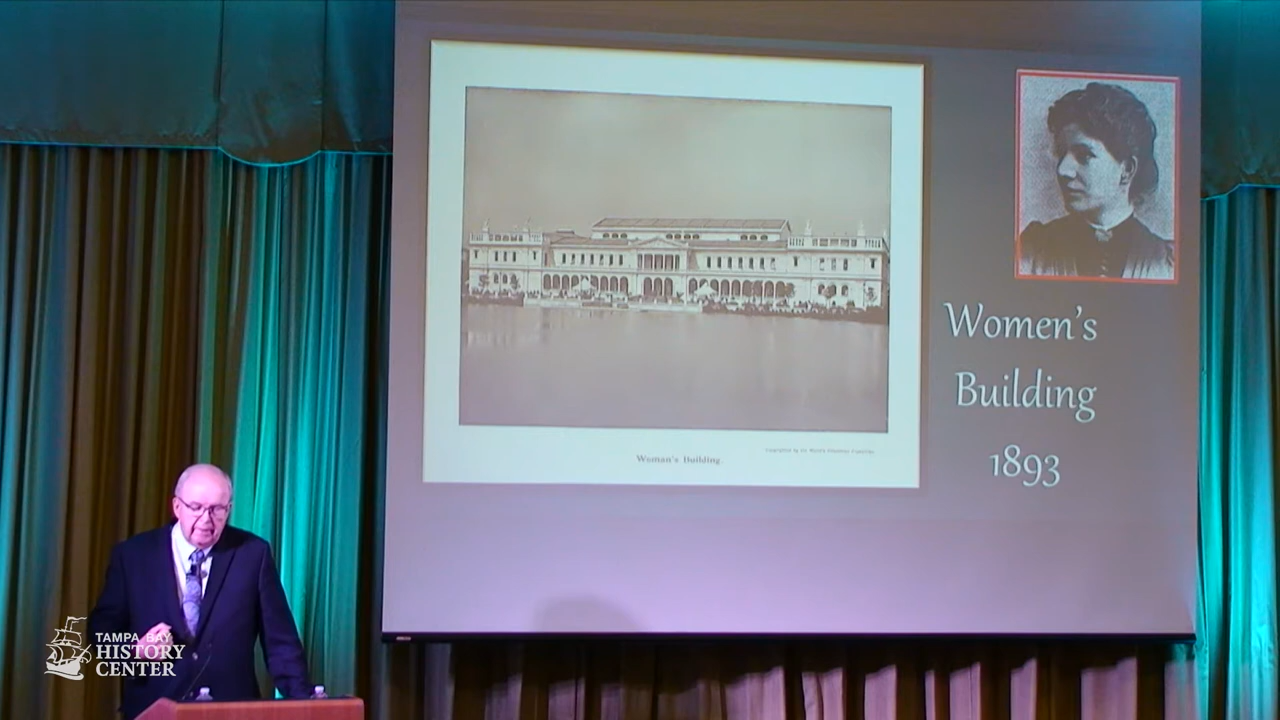 Women's
Building
1893
Woman's Building.
TAMPA BAY
HISTORY
CENTER